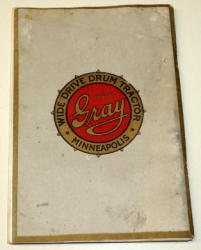 WIDE DRIVE DRUM TRACTOR
Gray
MINNEAPOLIS